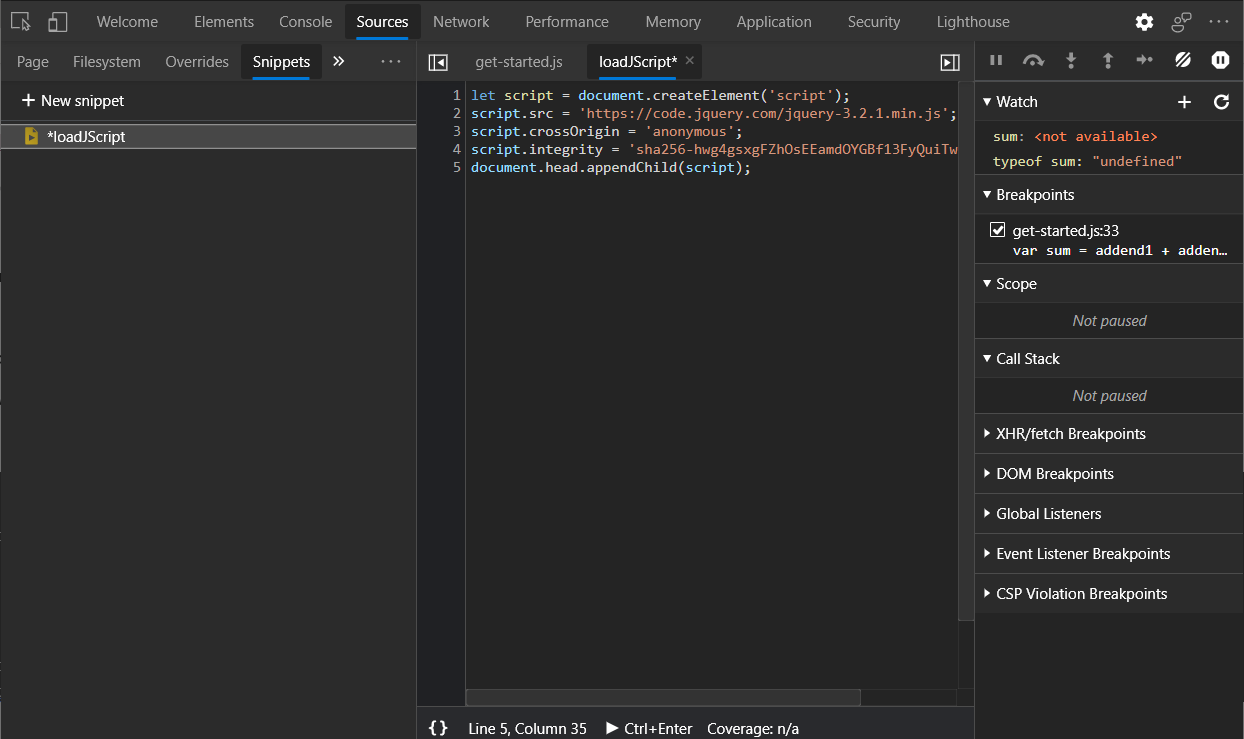 Welcome Elements Console Sources Network Performance Memory Application Security Lighthouse
Page Filesystem Overrides Snippets
+ New snippet
*loadJScript
get-started.js loadJScript*
1 let script = document.createElement('script');
2 script.src = 'https://code.jquery.com/jquery-3.2.1.min.js';
3 script.crossOrigin = 'anonymous';
4 script.integrity = 'sha256-hwg4gsxgFZhOsEEamdOYGBf13FyQuiTw
5 document.head.appendChild(script);
{} Line 5, Column 35 Ctrl+Enter Coverage: n/a
Watch
sum: <not available>
typeof sum: "undefined"
Breakpoints
get-started.js:33
var sum = addend1 + adden…
Scope
Not paused
Call Stack
Not paused
XHR/fetch Breakpoints
DOM Breakpoints
Global Listeners
Event Listener Breakpoints
CSP Violation Breakpoints